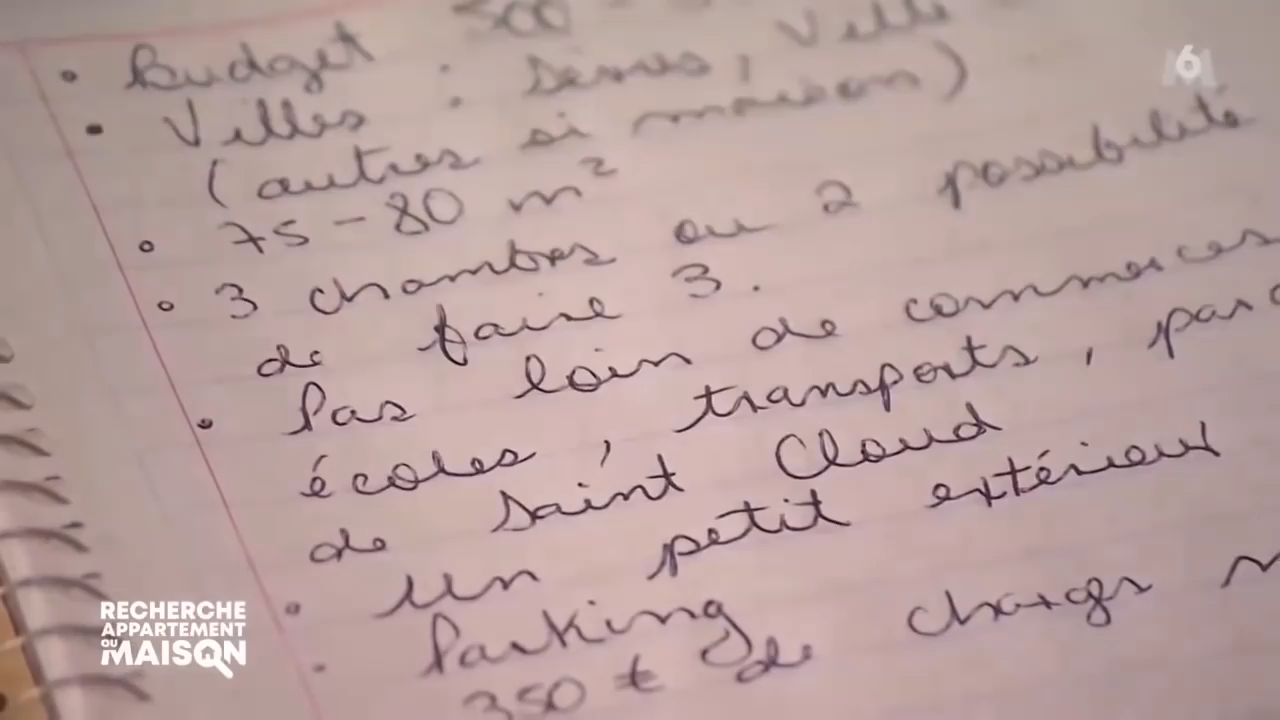 • Budget 500
• Villes : Sèvres, Ville
(autres si maison)
• 75-80 m²
• 3 chambres ou 2 possibilité
de faire 3.
• Pas loin de commerces
écoles, transports, parc
de Saint Cloud
• un petit extérieur
• Parking
350 € de charges
M6
RECHERCHE
APPARTEMENT
OU
MAISON